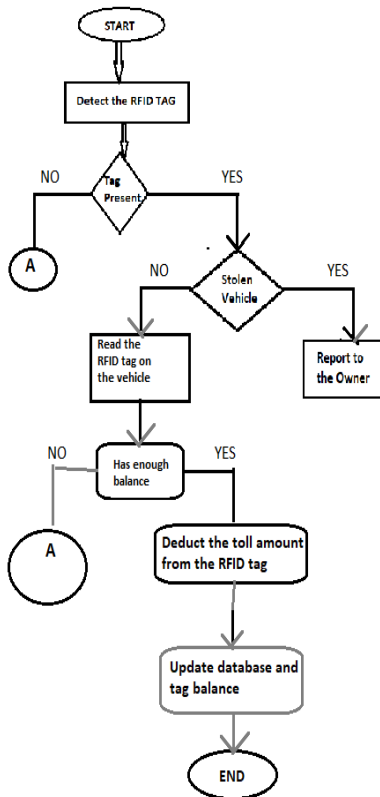 START
Detect the RFID TAG
NO
Tag
Present
YES
A
NO
Stolen
Vehicle
YES
Read the
RFID tag on
the vehicle
Report to
the Owner
NO
Has enough
balance
YES
A
Deduct the toll amount
from the RFID tag
Update database and
tag balance
END